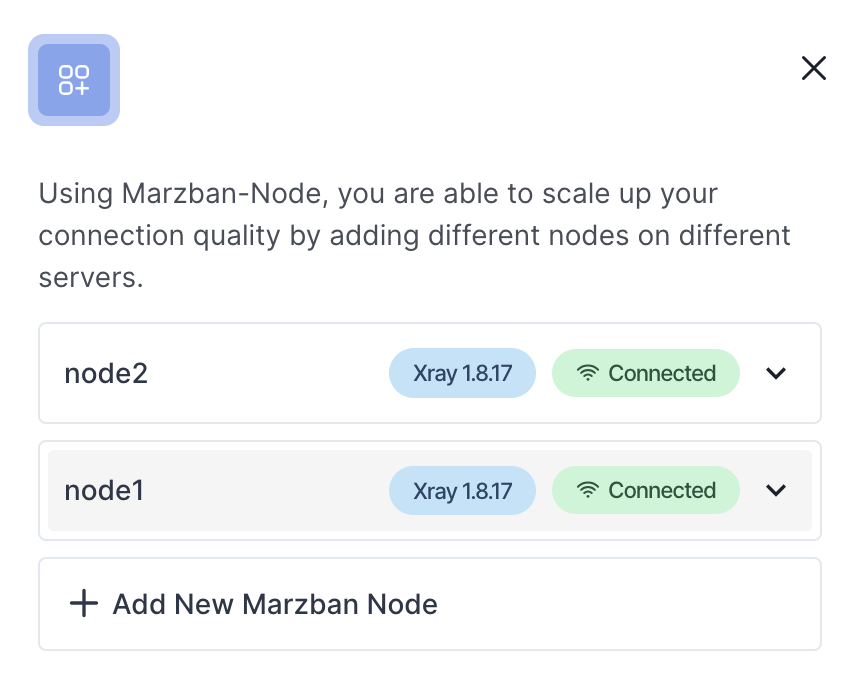 Using Marzban-Node, you are able to scale up your
connection quality by adding different nodes on different
servers.
node2 Xray 1.8.17 Connected
node1 Xray 1.8.17 Connected
Add New Marzban Node